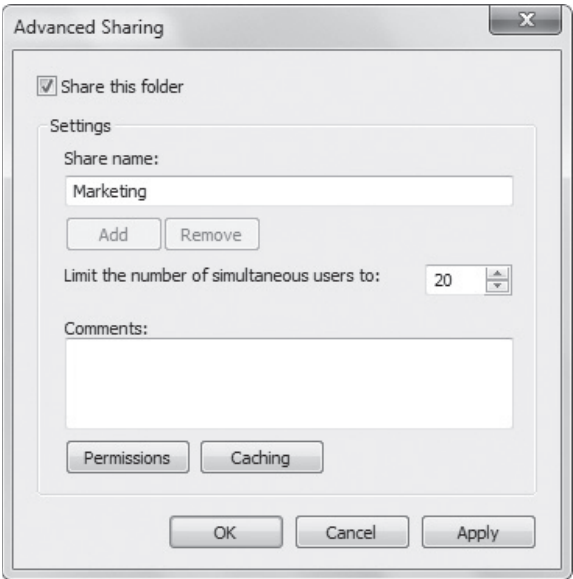 Advanced Sharing
Share this folder
Settings
Share name:
Marketing
Add Remove
Limit the number of simultaneous users to: 20
Comments:
Permissions Caching
OK Cancel Apply